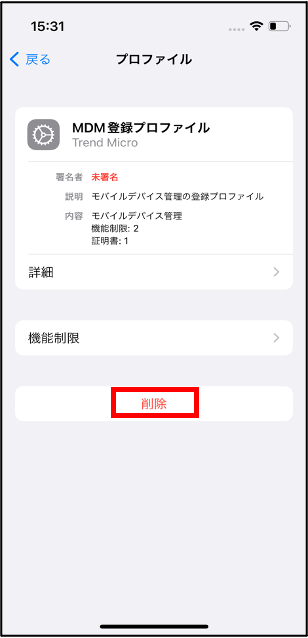 15:31
戻る
プロファイル
MDM登録プロファイル
Trend Micro
署名者 未署名
説明 モバイルデバイス管理の登録プロファイル
内容 モバイルデバイス管理
機能制限: 2
証明書: 1
詳細
機能制限
削除